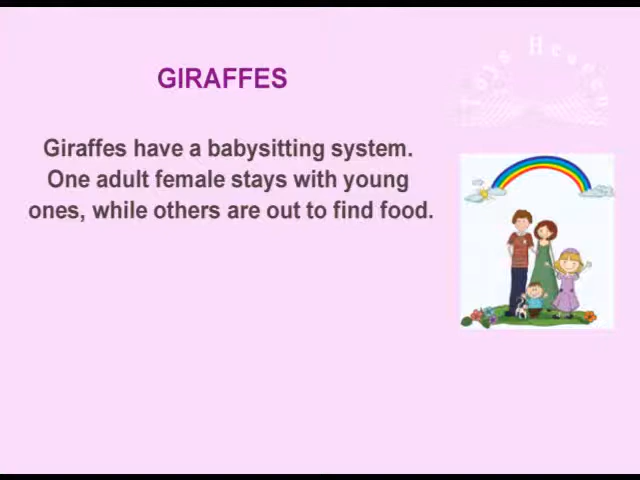 GIRAFFES
Giraffes have a babysitting system.
One adult female stays with young
ones, while others are out to find food.